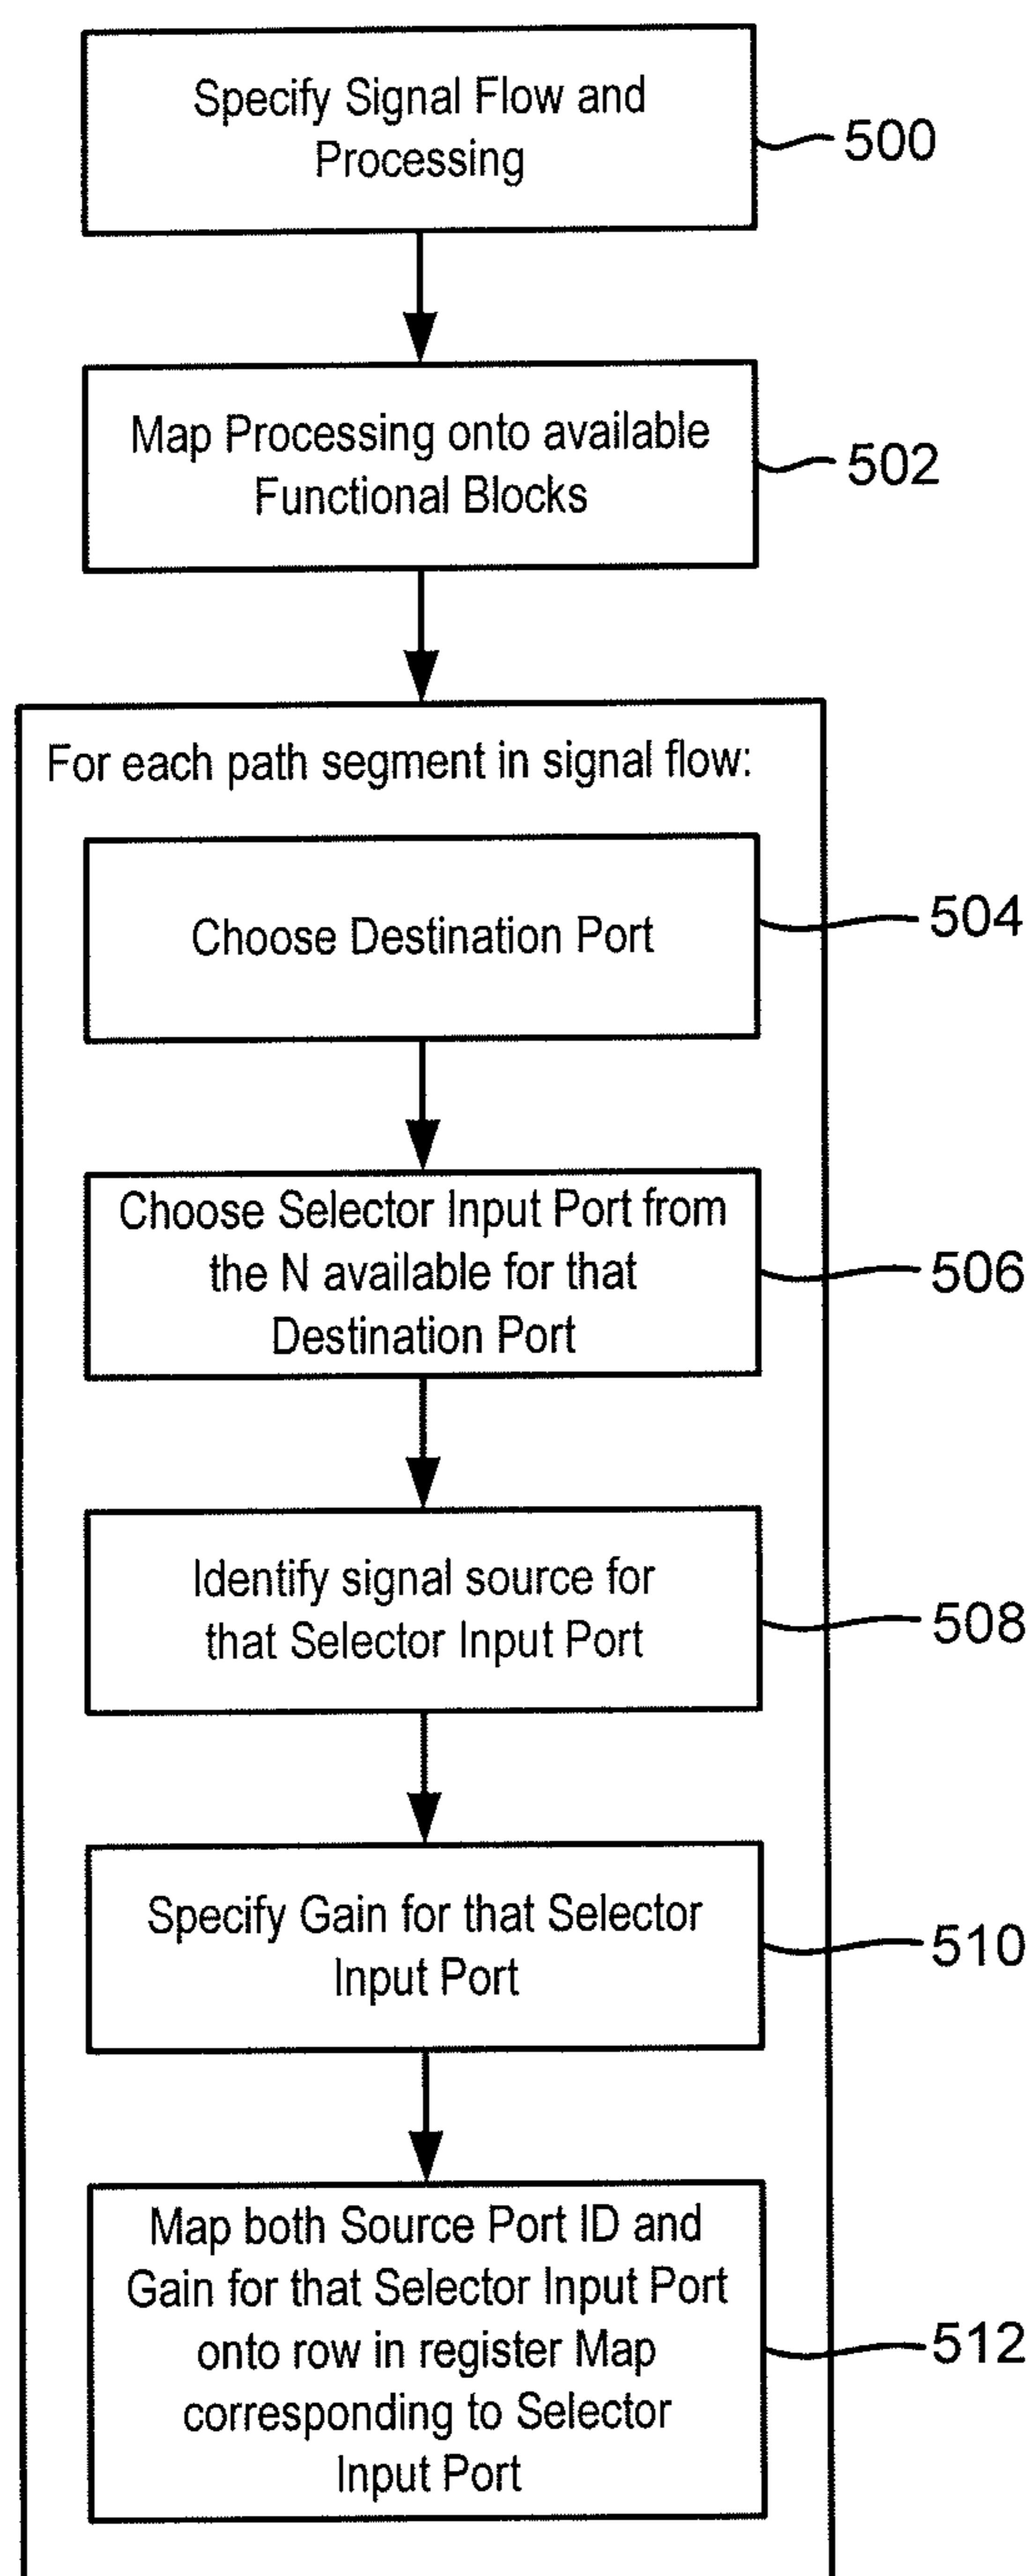 Specify Signal Flow and
Processing
500
Map Processing onto available
Functional Blocks
502
For each path segment in signal flow:
Choose Destination Port
504
Choose Selector Input Port from
the N available for that
Destination Port
506
Identify signal source for
that Selector Input Port
508
Specify Gain for that Selector
Input Port
510
Map both Source Port ID and
Gain for that Selector Input Port
onto row in register Map
corresponding to Selector
Input Port
512